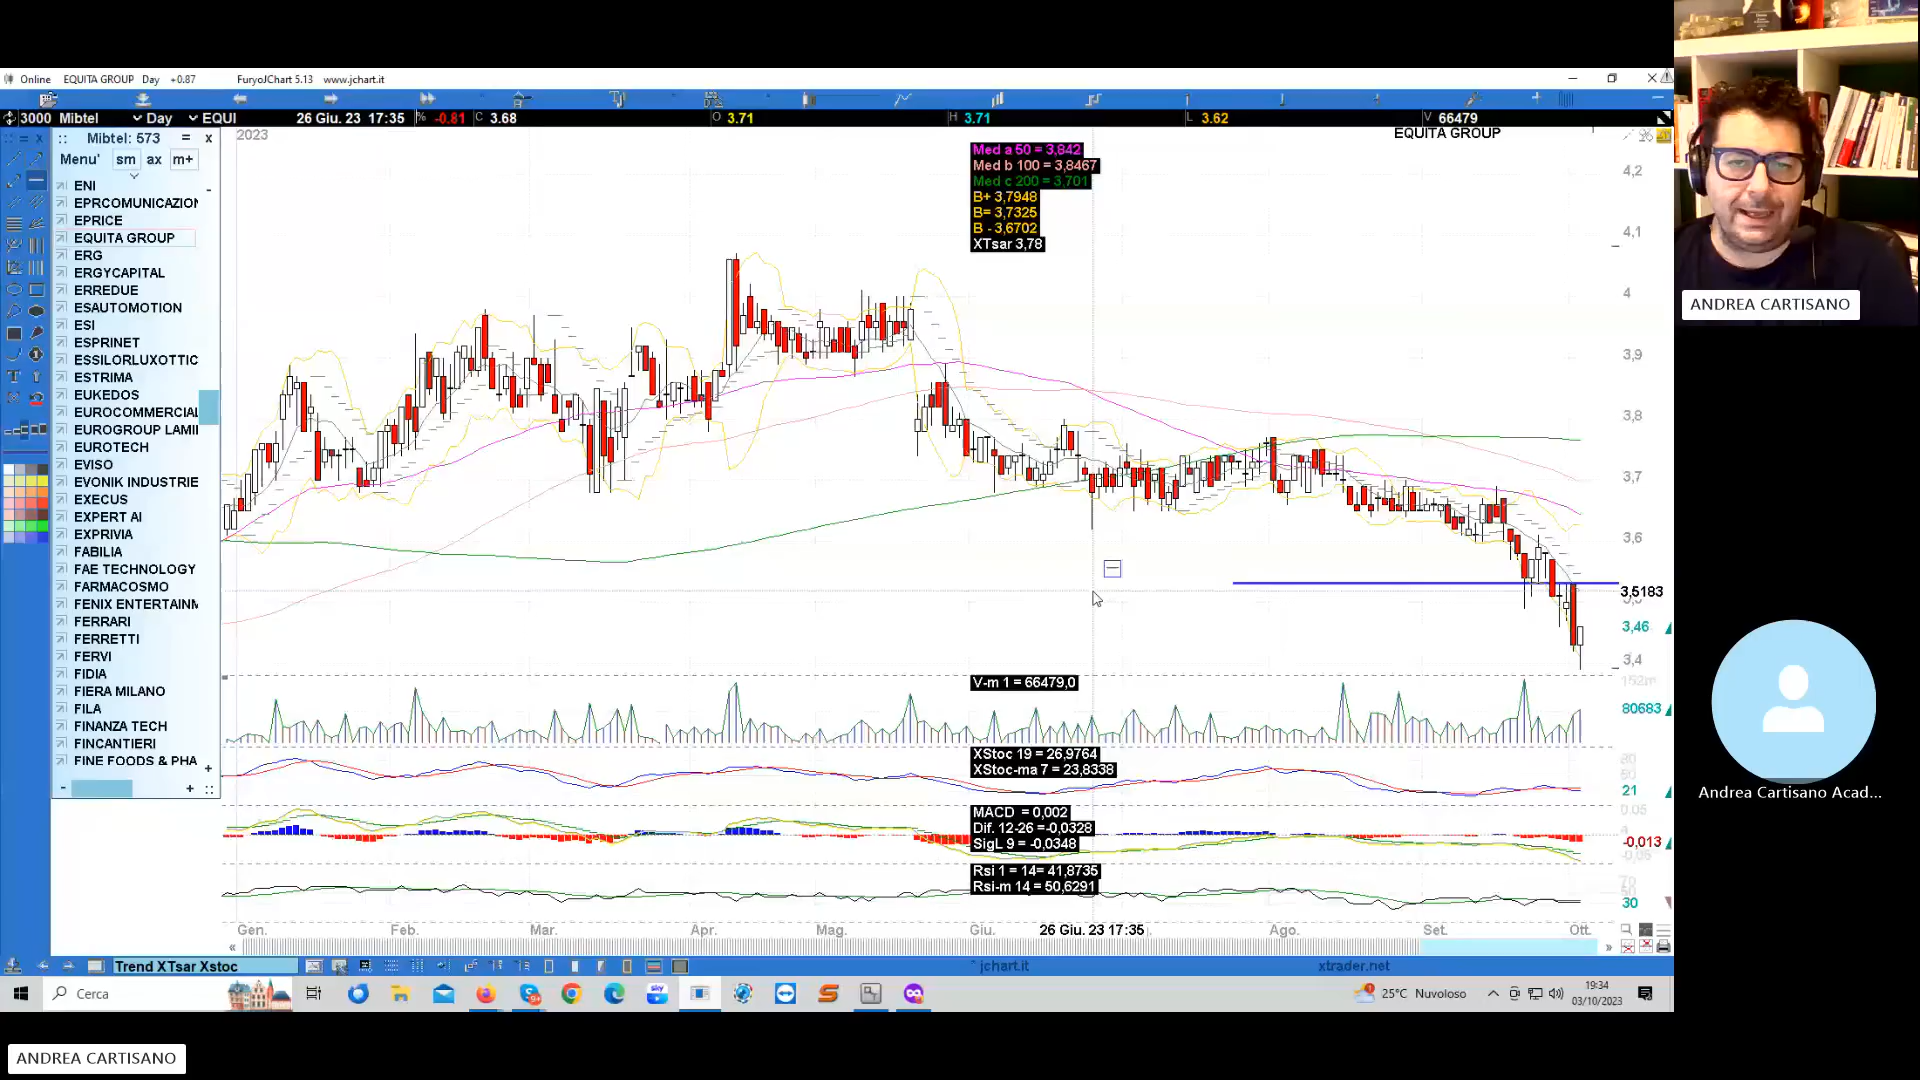 Online EQUITA GROUP Day +0.87 FuryoJChart 5.13 www.jchart.it
3000 Mibtel Day EQUI 26 Giu. 23 17:35 % -0.81 C 3.68 O 3.71 H 3.71 L 3.62 V 66479
Mibtel: 573 = x
Menu' sm ax m+
ENI
EPRCOMUNICAZION
EPRICE
EQUITA GROUP
ERG
ERGYCAPITAL
ERREDUE
ESAUTOMOTION
ESI
ESPRINET
ESSILORLUXOTTIC
ESTRIMA
EUKEDOS
EUROCOMMERCIAL
EUROGROUP LAMII
EUROTECH
EVISO
EVONIK INDUSTRIE
EXECUS
EXPERT AI
EXPRIVIA
FABILIA
FAE TECHNOLOGY
FARMACOSMO
FENIX ENTERTAINM
FERRARI
FERRETTI
FERVI
FIDIA
FIERA MILANO
FILA
FINANZA TECH
FINCANTIERI
FINE FOODS & PHA
2023
EQUITA GROUP
Med a 50 = 3,842
Med b 100 = 3,8467
Med c 200 = 3,701
B+ 3,7948
B= 3,7325
B - 3,6702
XTsar 3,78
4,2
4,1
4
3,9
3,8
3,7
3,6
3,5183
3,46
3,4
V-m 1 = 66479,0
80683
XStoc 19 = 26,9764
XStoc-ma 7 = 23,8338
80
50
21
MACD = 0,002
Dif. 12-26 =-0,0328
SigL 9 = -0,0348
0,05
-0,013
Rsi 1 = 14= 41,8735
Rsi-m 14 = 50,6291
70
30
Gen. Feb. Mar. Apr. Mag. Giu. 26 Giu. 23 17:35 Ago. Set. Ott.
Trend XTsar Xstoc
jchart.it
xtrader.net
Cerca
25°C Nuvoloso
19:34
03/10/2023
ANDREA CARTISANO
Andrea Cartisano Acad...
ANDREA CARTISANO